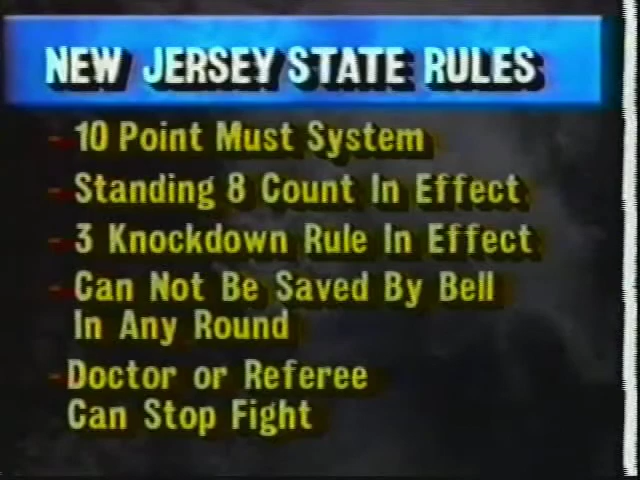 NEW JERSEY STATE RULES
- 10 Point Must System
- Standing 8 Count In Effect
- 3 Knockdown Rule In Effect
- Can Not Be Saved By Bell
In Any Round
- Doctor or Referee
Can Stop Fight